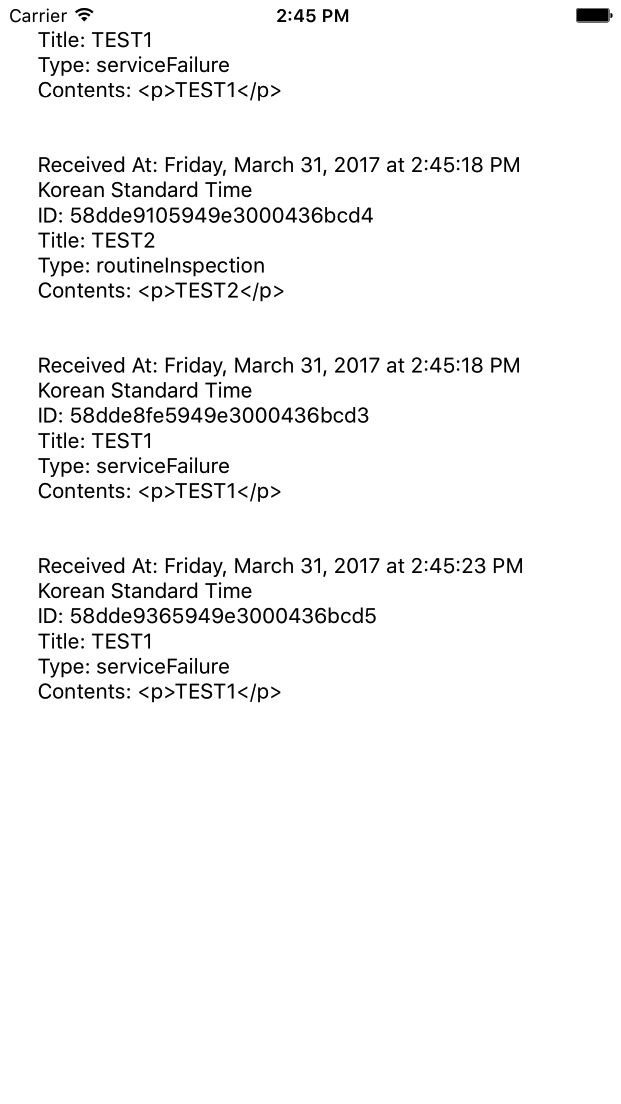 Carrier 2:45 PM
Title: TEST1
Type: serviceFailure
Contents: <p>TEST1</p>
Received At: Friday, March 31, 2017 at 2:45:18 PM
Korean Standard Time
ID: 58dde9105949e3000436bcd4
Title: TEST2
Type: routineInspection
Contents: <p>TEST2</p>
Received At: Friday, March 31, 2017 at 2:45:18 PM
Korean Standard Time
ID: 58dde8fe5949e3000436bcd3
Title: TEST1
Type: serviceFailure
Contents: <p>TEST1</p>
Received At: Friday, March 31, 2017 at 2:45:23 PM
Korean Standard Time
ID: 58dde9365949e3000436bcd5
Title: TEST1
Type: serviceFailure
Contents: <p>TEST1</p>